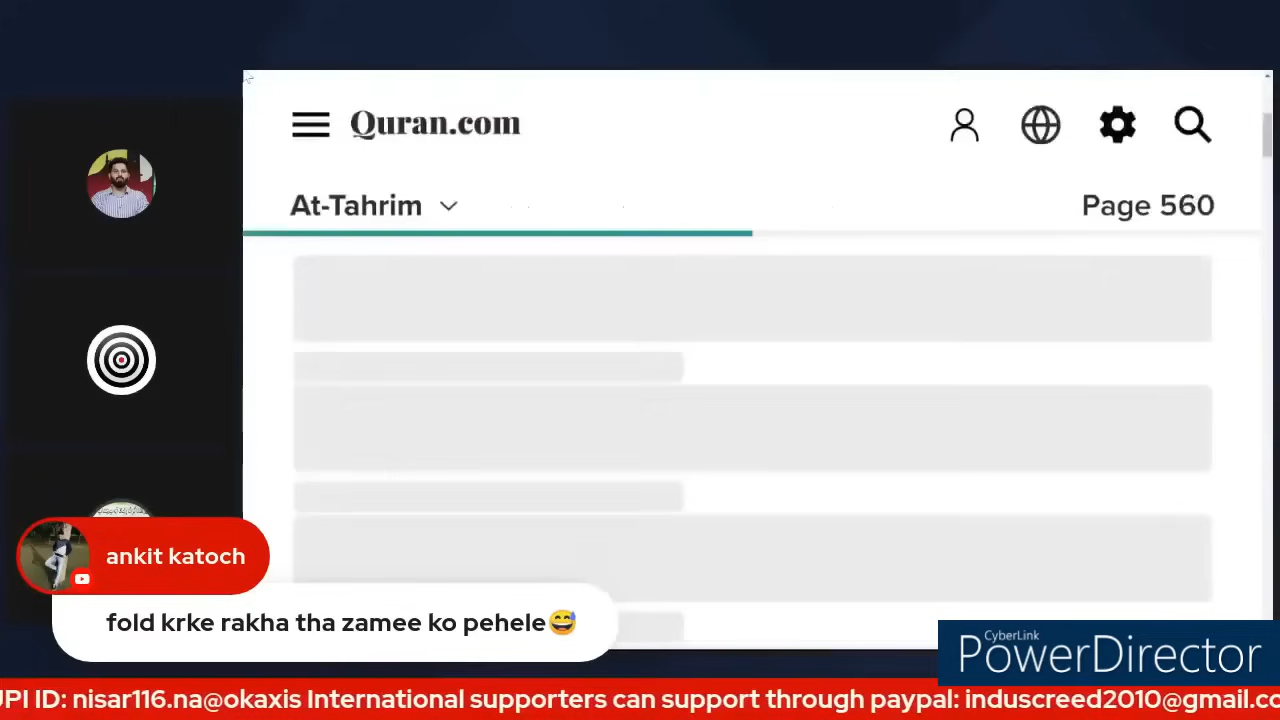 Quran.com
At-Tahrim
Page 560
ankit katoch
fold krke rakha tha zamee ko pehele😅
CyberLink
PowerDirector
UPI ID: nisar116.na@okaxis International supporters can support through paypal: induscreed2010@gmail.co